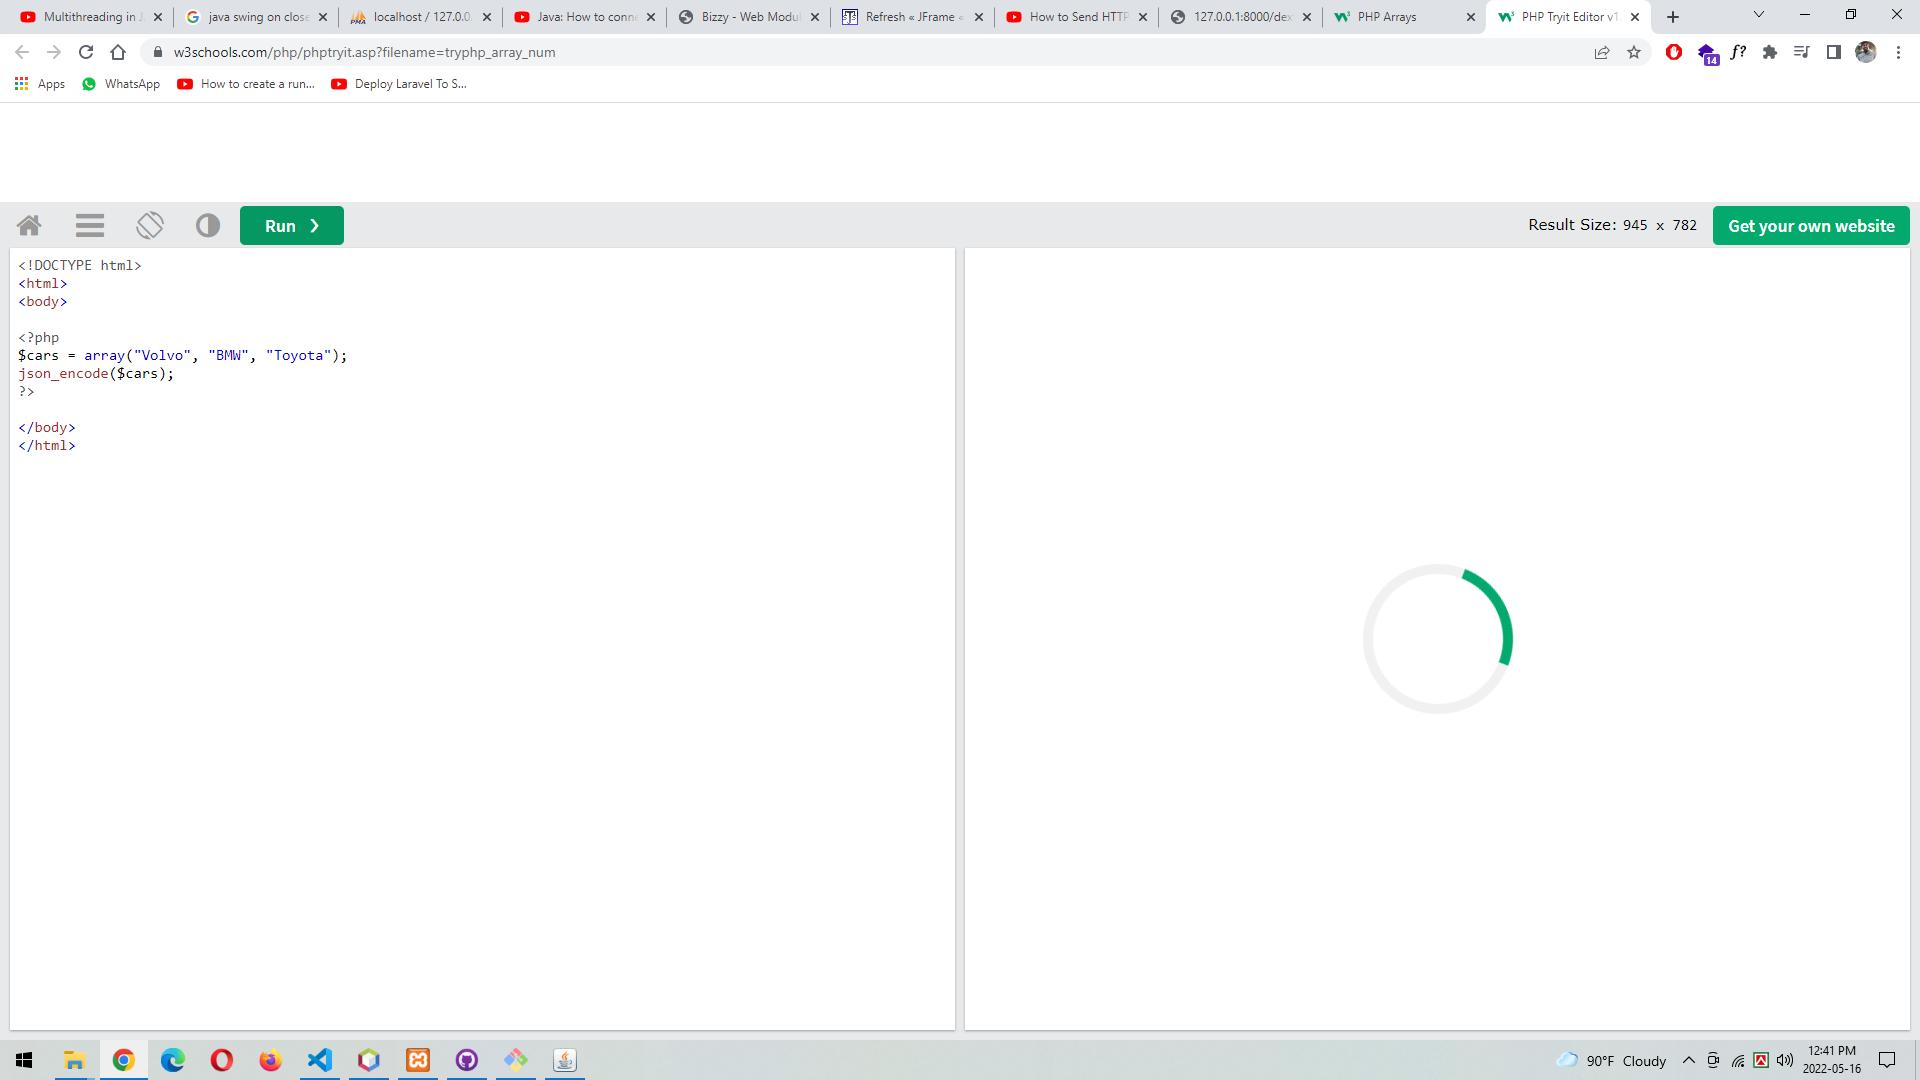 Multithreading in J
java swing on close
localhost / 127.0.0.
Java: How to conne
Bizzy - Web Modul
Refresh « JFrame «
How to Send HTTP
127.0.0.1:8000/dex
PHP Arrays
PHP Tryit Editor v1.
w3schools.com/php/phptryit.asp?filename=tryphp_array_num
f?
14
Apps
WhatsApp
How to create a run...
Deploy Laravel To S...
Run ❯
Result Size: 945 x 782
Get your own website
<!DOCTYPE html>
<html>
<body>
<?php
$cars = array("Volvo", "BMW", "Toyota");
json_encode($cars);
?>
</body>
</html>
90°F Cloudy
12:41 PM
2022-05-16